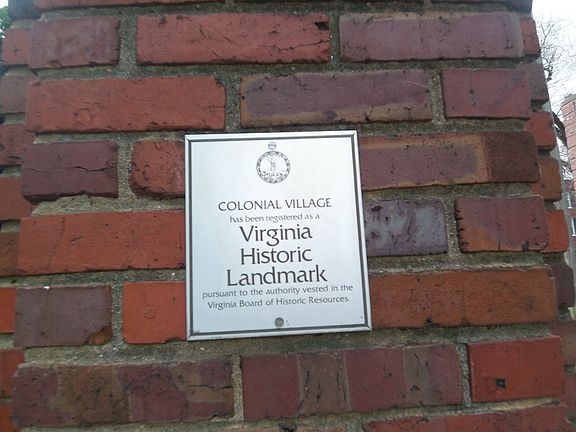 COLONIAL VILLAGE
has been registered as a
Virginia
Historic
Landmark
pursuant to the authority vested in the
Virginia Board of Historic Resources